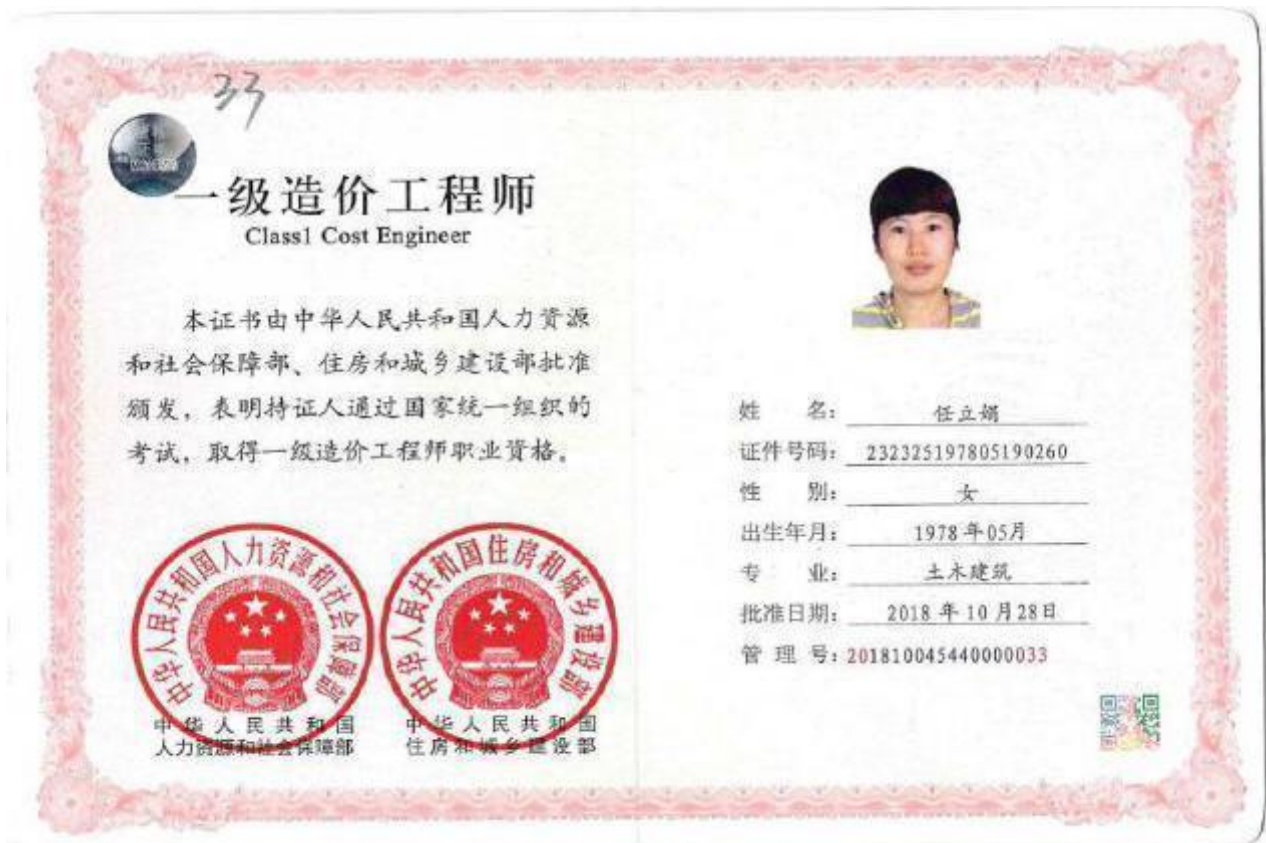 33
一级造价工程师
Class1 Cost Engineer
本证书由中华人民共和国人力资源
和社会保障部、住房和城乡建设部批准
颁发，表明持证人通过国家统一组织的
考试，取得一级造价工程师职业资格。
中华人民共和国人力资源和社会保障部
中华人民共和国住房和城乡建设部
中华人民共和国
人力资源和社会保障部
中华人民共和国
住房和城乡建设部
姓 名：任立娟
证件号码：232325197805190260
性 别：女
出生年月：1978年05月
专 业：土木建筑
批准日期：2018年10月28日
管 理 号：201810045440000033